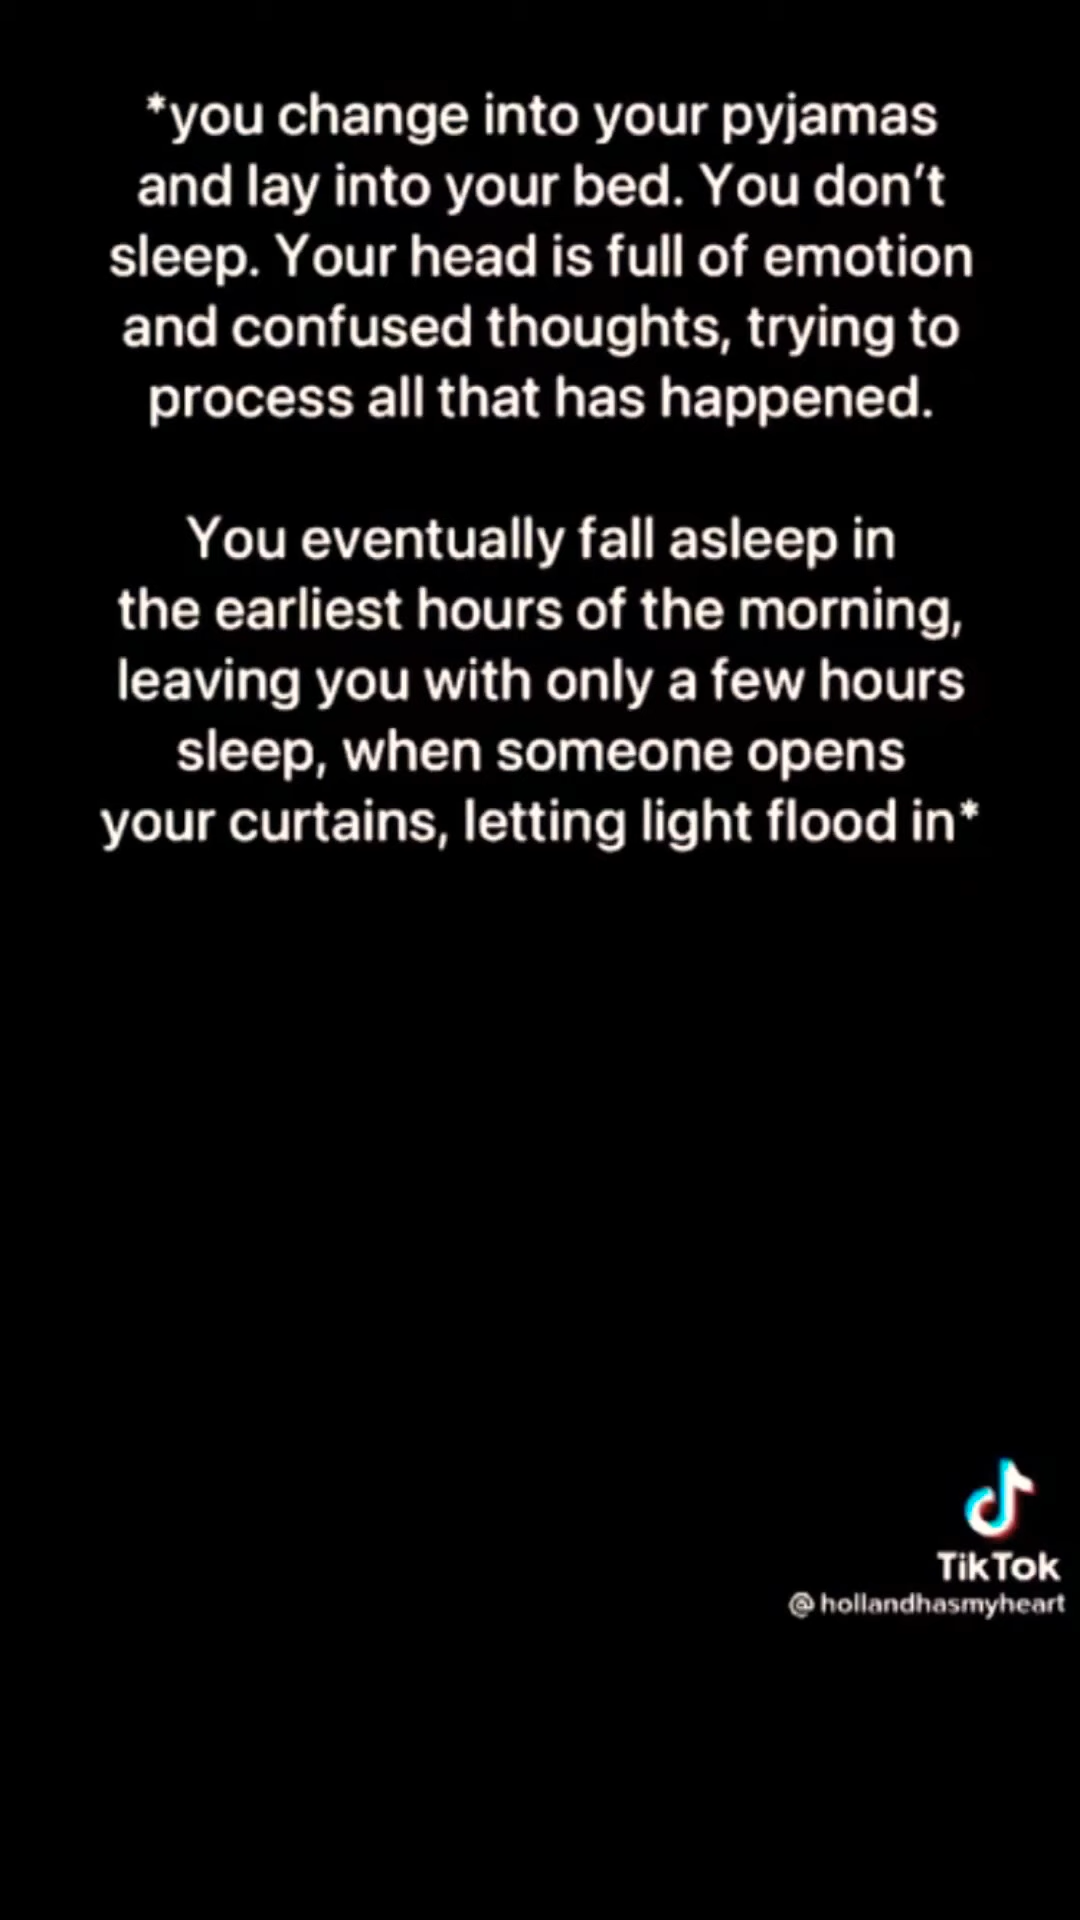 *you change into your pyjamas
and lay into your bed. You don’t
sleep. Your head is full of emotion
and confused thoughts, trying to
process all that has happened.
You eventually fall asleep in
the earliest hours of the morning,
leaving you with only a few hours
sleep, when someone opens
your curtains, letting light flood in*
TikTok
@hollandhasmyheart